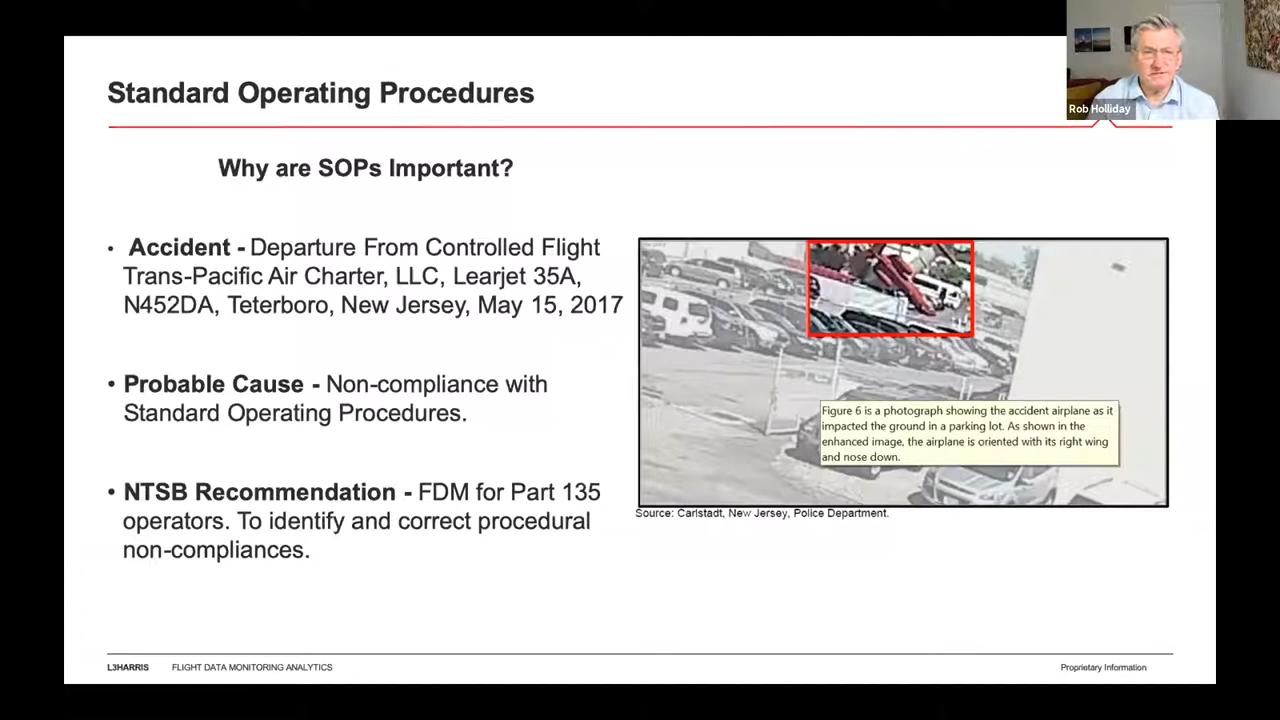 Standard Operating Procedures
Rob Holliday
Why are SOPs Important?
• Accident - Departure From Controlled Flight
Trans-Pacific Air Charter, LLC, Learjet 35A,
N452DA, Teterboro, New Jersey, May 15, 2017
• Probable Cause - Non-compliance with
Standard Operating Procedures.
• NTSB Recommendation - FDM for Part 135
operators. To identify and correct procedural
non-compliances.
Figure 6 is a photograph showing the accident airplane as it
impacted the ground in a parking lot. As shown in the
enhanced image, the airplane is oriented with its right wing
and nose down.
Source: Carlstadt, New Jersey, Police Department.
L3HARRIS FLIGHT DATA MONITORING ANALYTICS
Proprietary Information